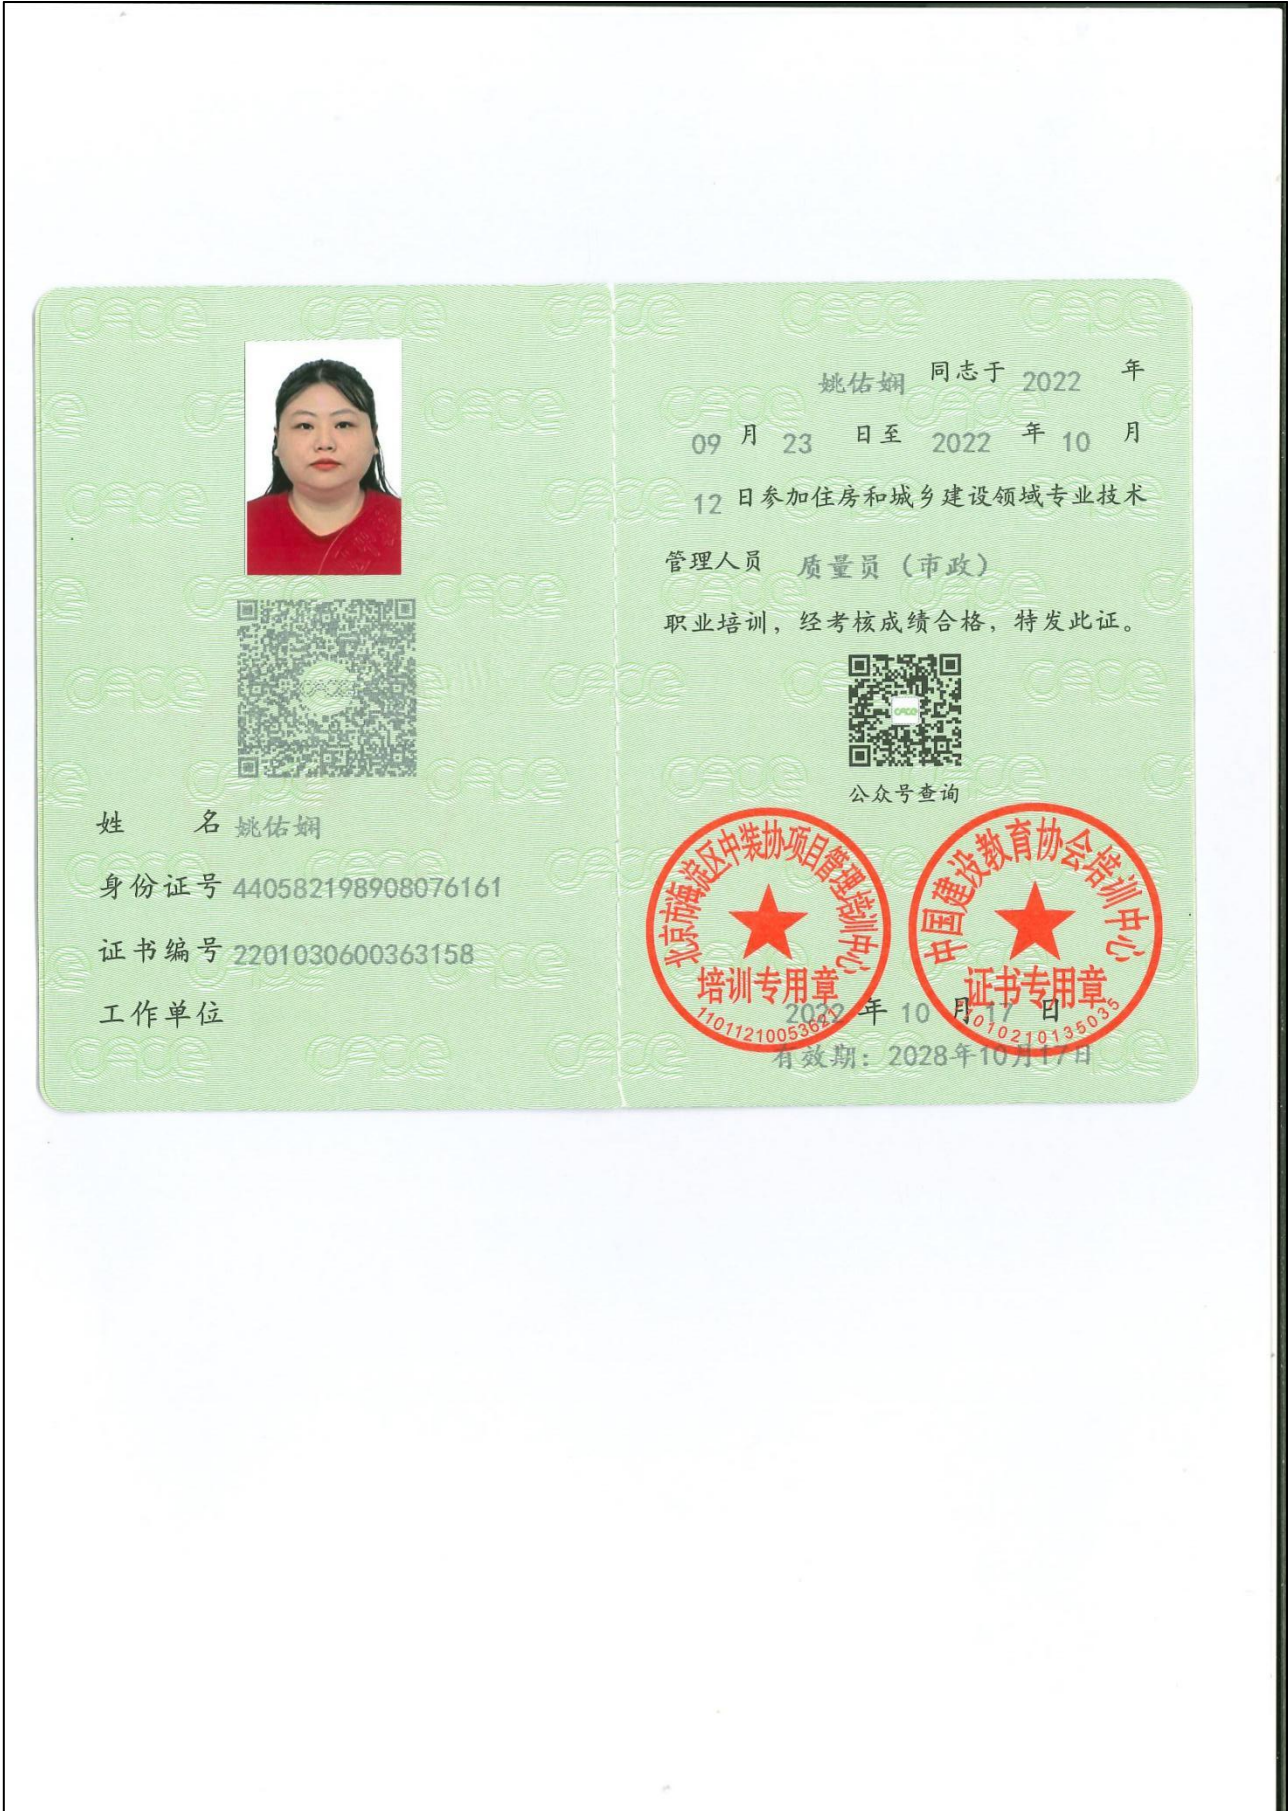 姓 名 姚佑娴
身份证号 440582198908076161
证书编号 2201030600363158
工作单位
姚佑娴 同志于 2022 年
09 月 23 日至 2022 年 10 月
12 日参加住房和城乡建设领域专业技术
管理人员 质量员（市政）
职业培训，经考核成绩合格，特发此证。
cece
公众号查询
北京市海淀区中装协项目管理培训中心
培训专用章
11011210053621
中国建设教育协会培训中心
证书专用章
11010210135035
2022 年 10 月 17 日
有效期：2028年10月17日